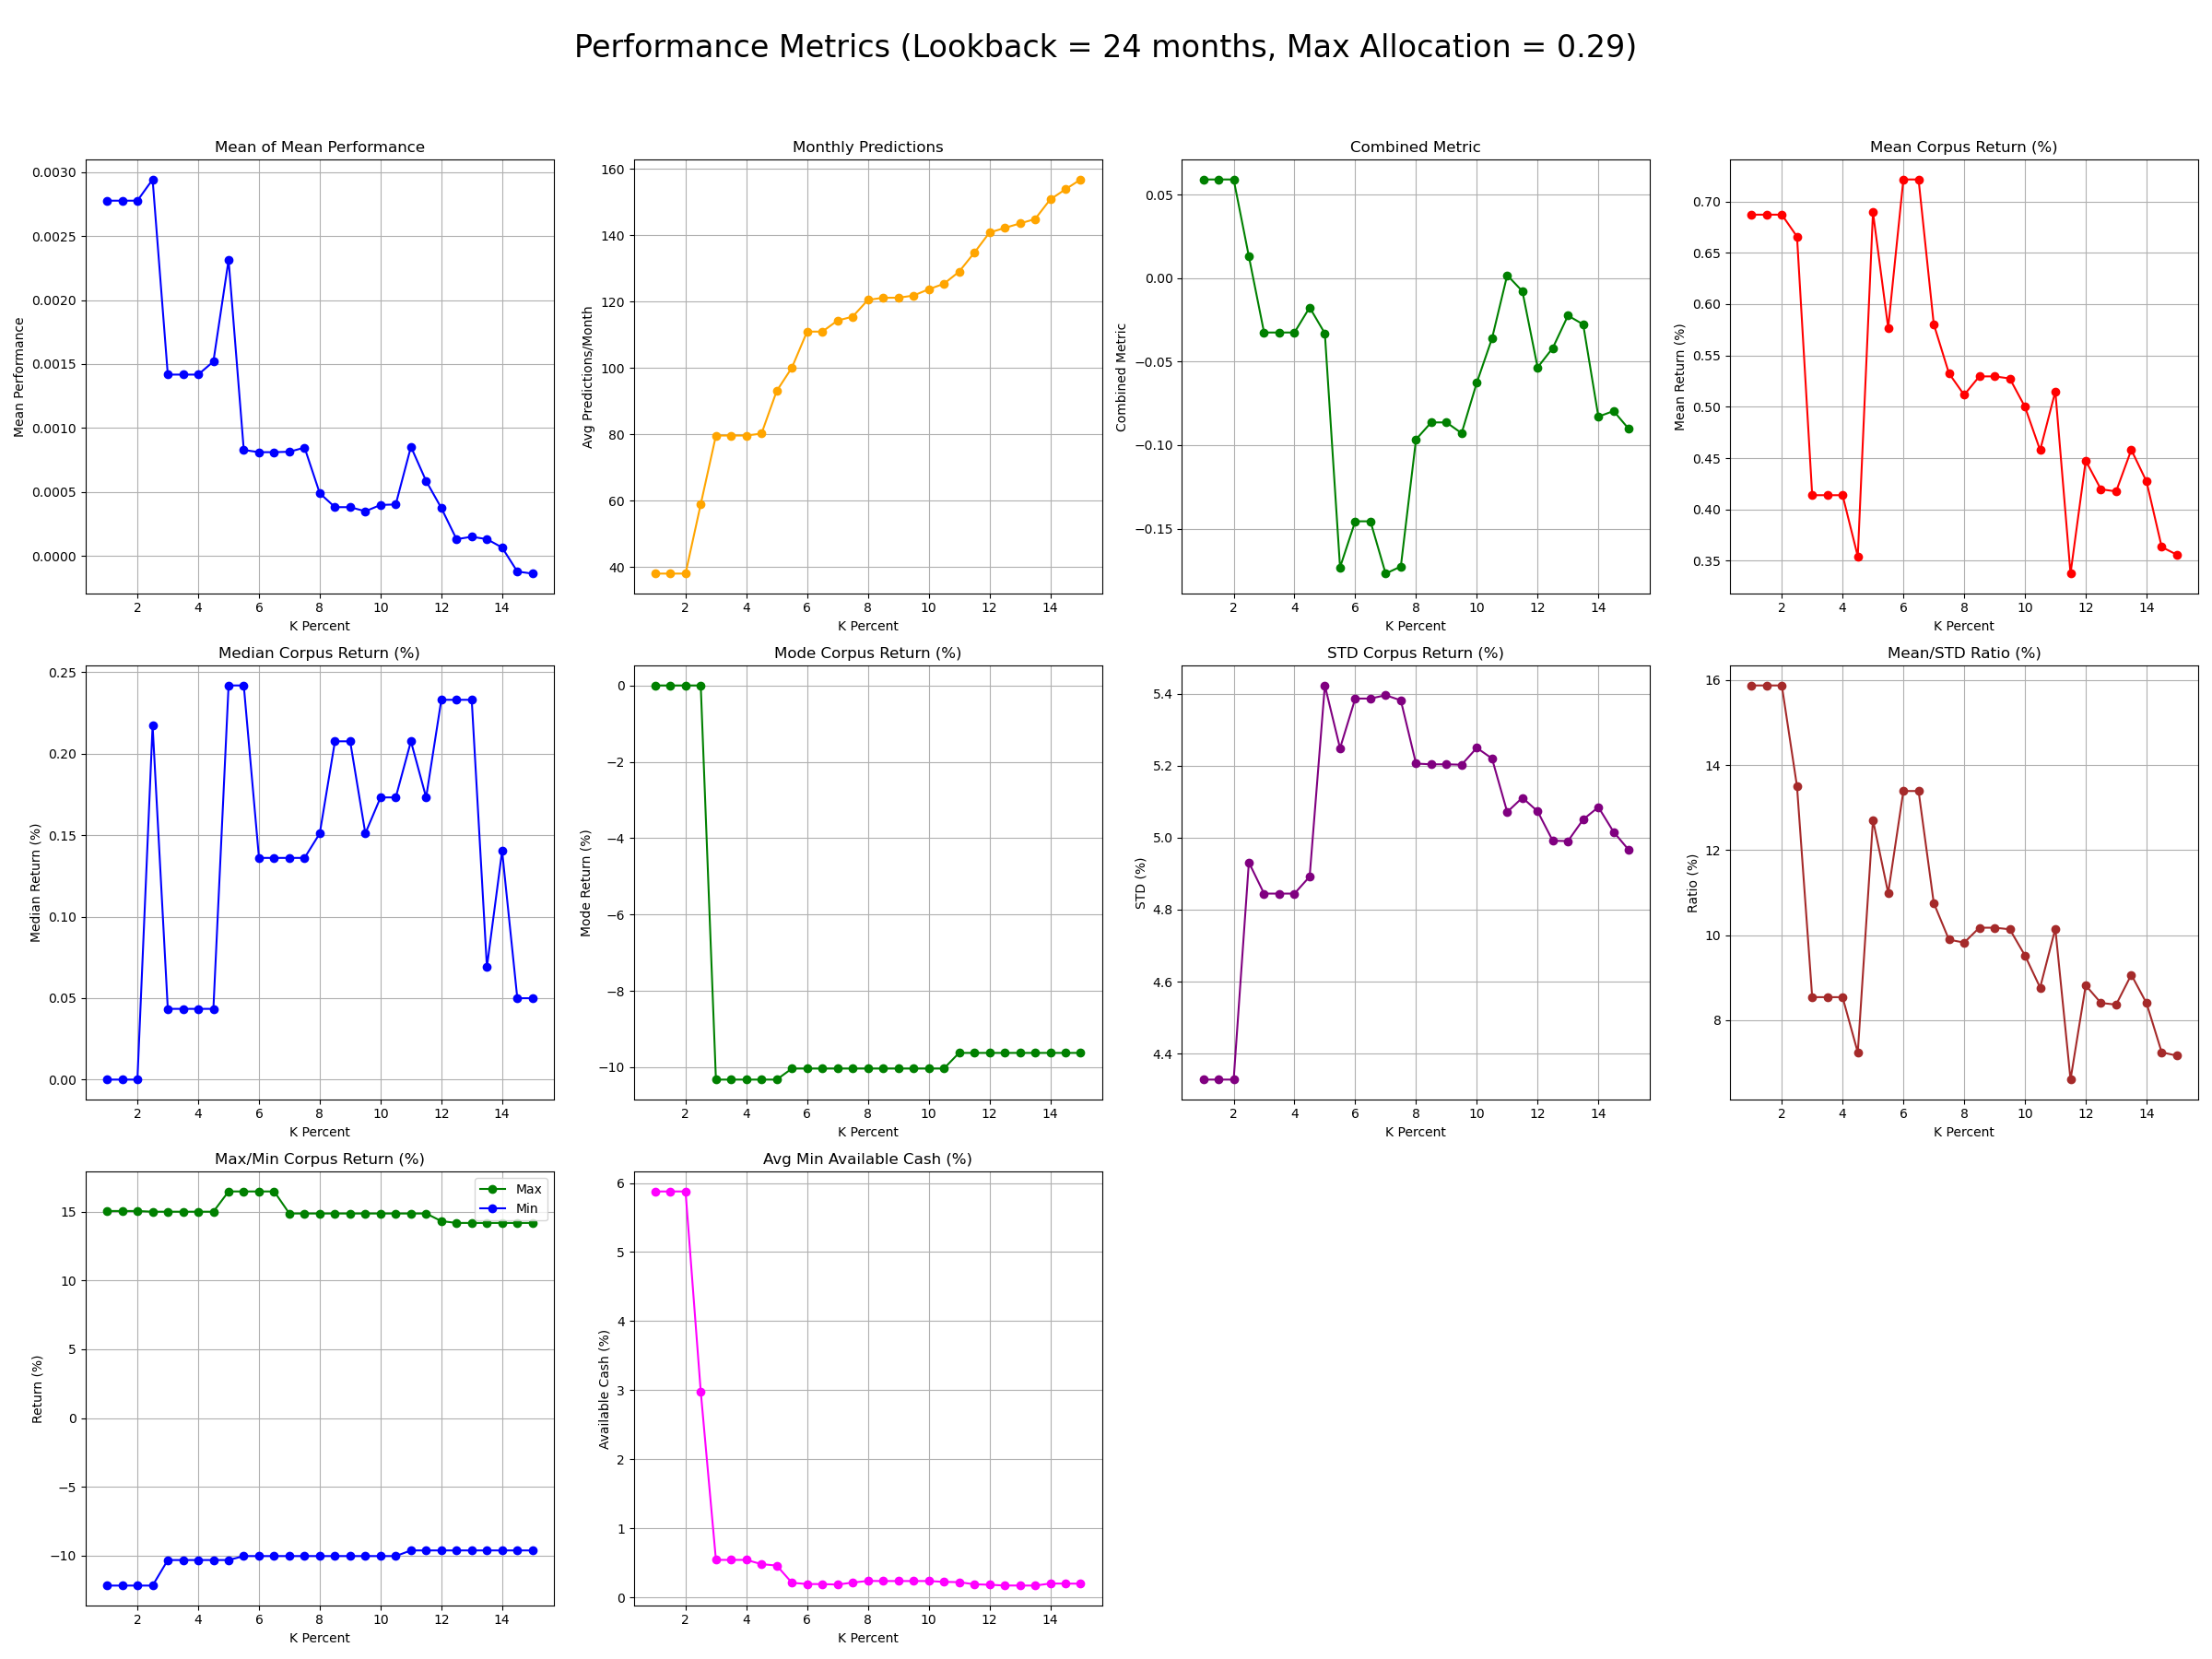 Performance Metrics (Lookback = 24 months, Max Allocation = 0.29)
Mean of Mean Performance
Mean Performance
0.0030
0.0025
0.0020
0.0015
0.0010
0.0005
0.0000
2 4 6 8 10 12 14
K Percent
Monthly Predictions
Avg Predictions/Month
160
140
120
100
80
60
40
2 4 6 8 10 12 14
K Percent
Combined Metric
Combined Metric
0.05
0.00
−0.05
−0.10
−0.15
2 4 6 8 10 12 14
K Percent
Mean Corpus Return (%)
Mean Return (%)
0.70
0.65
0.60
0.55
0.50
0.45
0.40
0.35
2 4 6 8 10 12 14
K Percent
Median Corpus Return (%)
Median Return (%)
0.25
0.20
0.15
0.10
0.05
0.00
2 4 6 8 10 12 14
K Percent
Mode Corpus Return (%)
Mode Return (%)
0
−2
−4
−6
−8
−10
2 4 6 8 10 12 14
K Percent
STD Corpus Return (%)
STD (%)
5.4
5.2
5.0
4.8
4.6
4.4
2 4 6 8 10 12 14
K Percent
Mean/STD Ratio (%)
Ratio (%)
16
14
12
10
8
2 4 6 8 10 12 14
K Percent
Max/Min Corpus Return (%)
Return (%)
15
10
5
0
−5
−10
Max
Min
2 4 6 8 10 12 14
K Percent
Avg Min Available Cash (%)
Available Cash (%)
6
5
4
3
2
1
0
2 4 6 8 10 12 14
K Percent